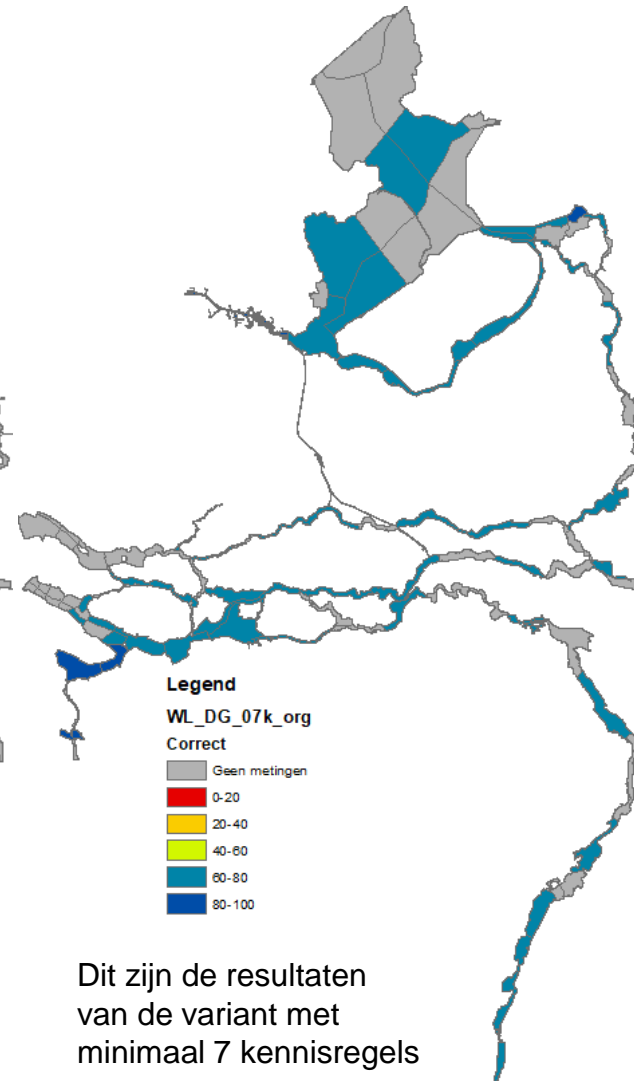 Legend
WL_DG_07k_org
Correct
Geen metingen
0-20
20-40
40-60
60-80
80-100
Dit zijn de resultaten
van de variant met
minimaal 7 kennisregels